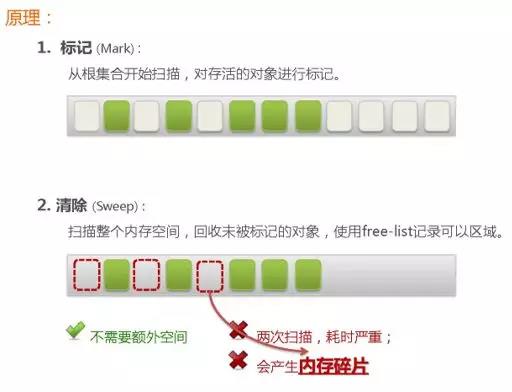 原理：
1. 标记 (Mark)：
从根集合开始扫描，对存活的对象进行标记。
2. 清除 (Sweep)：
扫描整个内存空间，回收未被标记的对象，使用free-list记录可以区域。
不需要额外空间
两次扫描，耗时严重；
会产生内存碎片